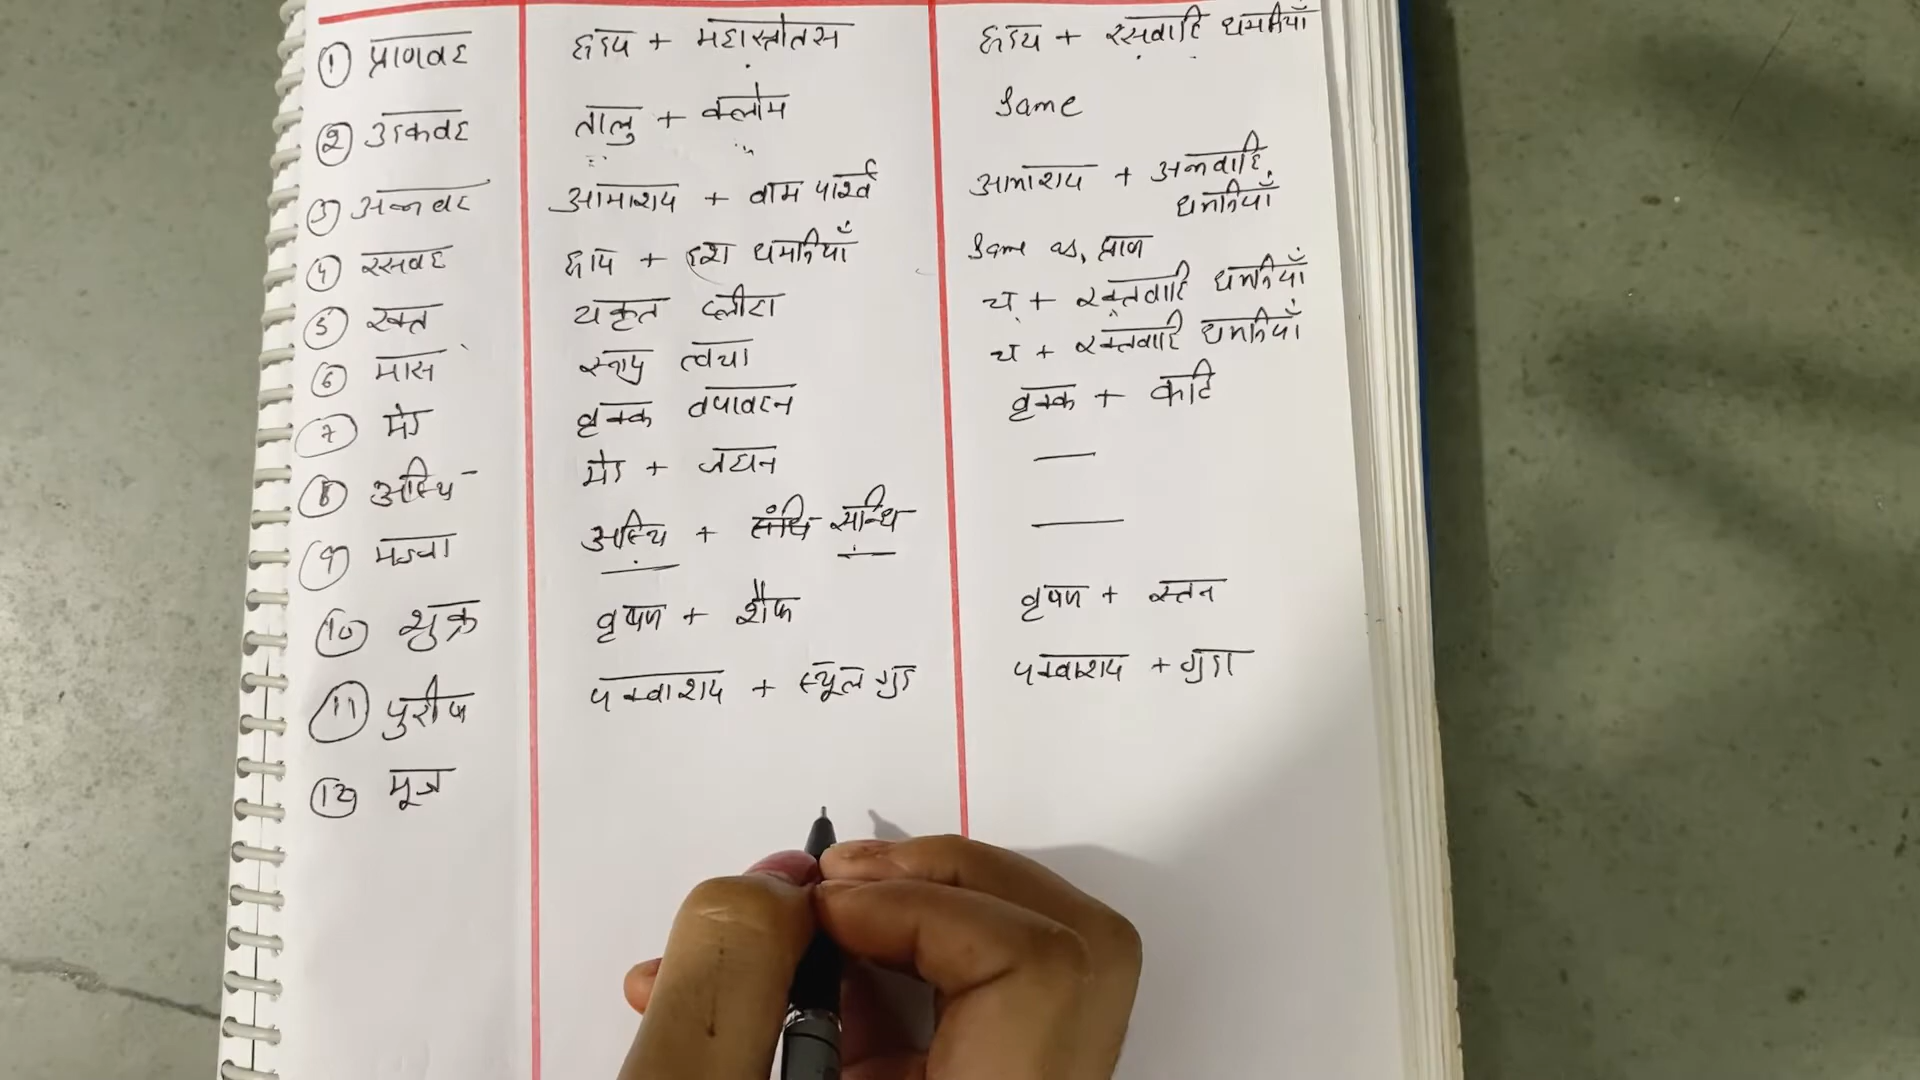 ① प्राणवह हृदय + महास्त्रोतस हृदय + रसवाहि धमनियाँ
② उदकवह तालु + क्लोम Same
③ अन्नवह आमाशय + वाम पार्श्व आमाशय + अन्नवाहि धमनियाँ
④ रसवह हृदय + दश धमनियाँ Same as, प्राण
⑤ रक्त यकृत प्लीहा य. + रक्तवाहि धमनियाँ
⑥ मांस स्नायु त्वचा य + रक्तवाहि धमनियाँ
⑦ मेद वृक्क वपावहन वृक्क + कटि
⑧ अस्थि मेद + जघन —
⑨ मज्जा अस्थि + सन्धि —
⑩ शुक्र वृषण + शैफ वृषण + स्तन
⑪ पुरीष पक्वाशय + स्थूल गुद पक्वाशय + गुदा
⑫ मूत्र